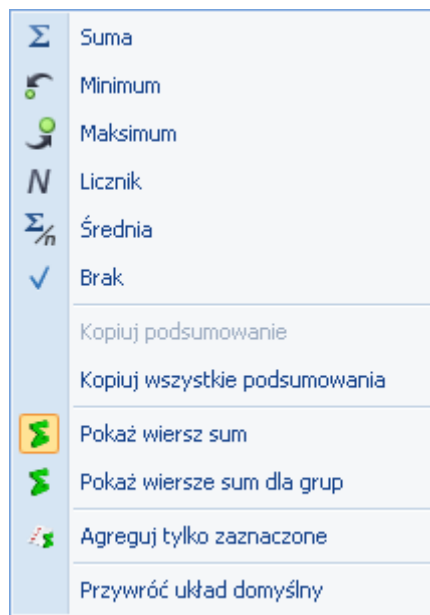 Σ Suma
Minimum
Maksimum
N Licznik
Σ/n Średnia
Brak
Kopiuj podsumowanie
Kopiuj wszystkie podsumowania
Pokaż wiersz sum
Pokaż wiersze sum dla grup
Agreguj tylko zaznaczone
Przywróć układ domyślny